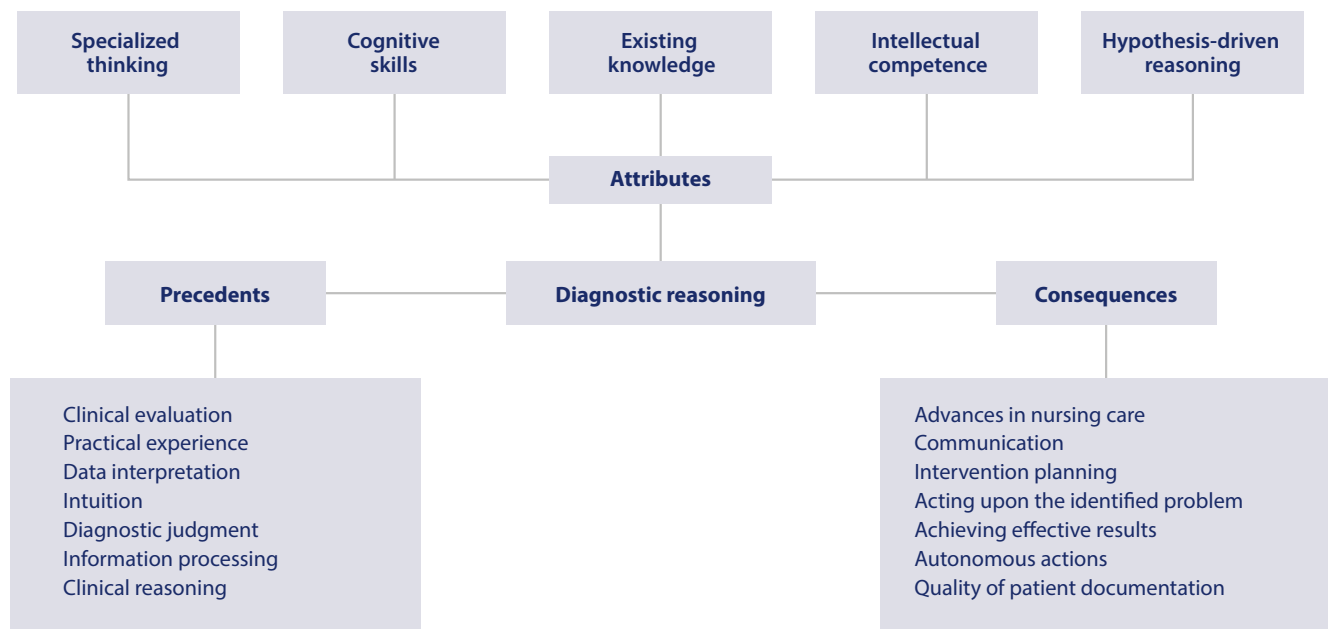 Specialized
thinking
Cognitive
skills
Existing
knowledge
Intellectual
competence
Hypothesis-driven
reasoning
Attributes
Precedents
Diagnostic reasoning
Consequences
Clinical evaluation
Practical experience
Data interpretation
Intuition
Diagnostic judgment
Information processing
Clinical reasoning
Advances in nursing care
Communication
Intervention planning
Acting upon the identified problem
Achieving effective results
Autonomous actions
Quality of patient documentation